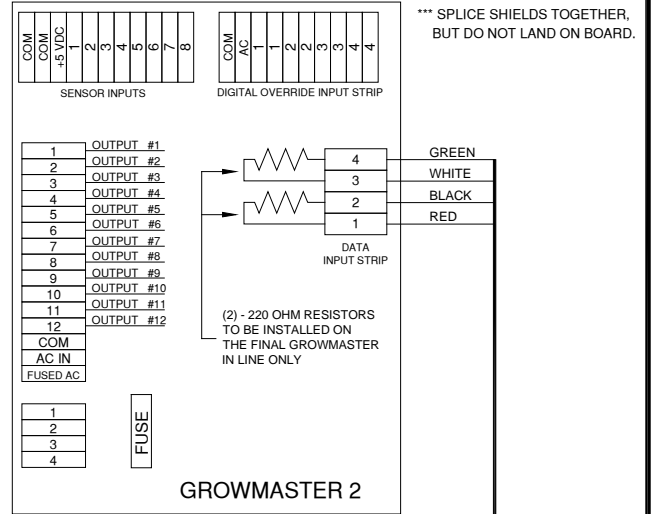 *** SPLICE SHIELDS TOGETHER,
BUT DO NOT LAND ON BOARD.
COM
COM
+5 VDC
1
2
3
4
5
6
7
8
SENSOR INPUTS
COM
AC
1
1
2
2
3
3
4
4
DIGITAL OVERRIDE INPUT STRIP
1 OUTPUT #1
2 OUTPUT #2
3 OUTPUT #3
4 OUTPUT #4
5 OUTPUT #5
6 OUTPUT #6
7 OUTPUT #7
8 OUTPUT #8
9 OUTPUT #9
10 OUTPUT #10
11 OUTPUT #11
12 OUTPUT #12
COM
AC IN
FUSED AC
4 GREEN
3 WHITE
2 BLACK
1 RED
DATA
INPUT STRIP
(2) - 220 OHM RESISTORS
TO BE INSTALLED ON
THE FINAL GROWMASTER
IN LINE ONLY
1
2
3
4
FUSE
GROWMASTER 2